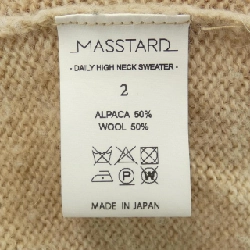 MASSTARD
- DAILY HIGH NECK SWEATER -
2
ALPACA 50%
WOOL 50%
P W
MADE IN JAPAN